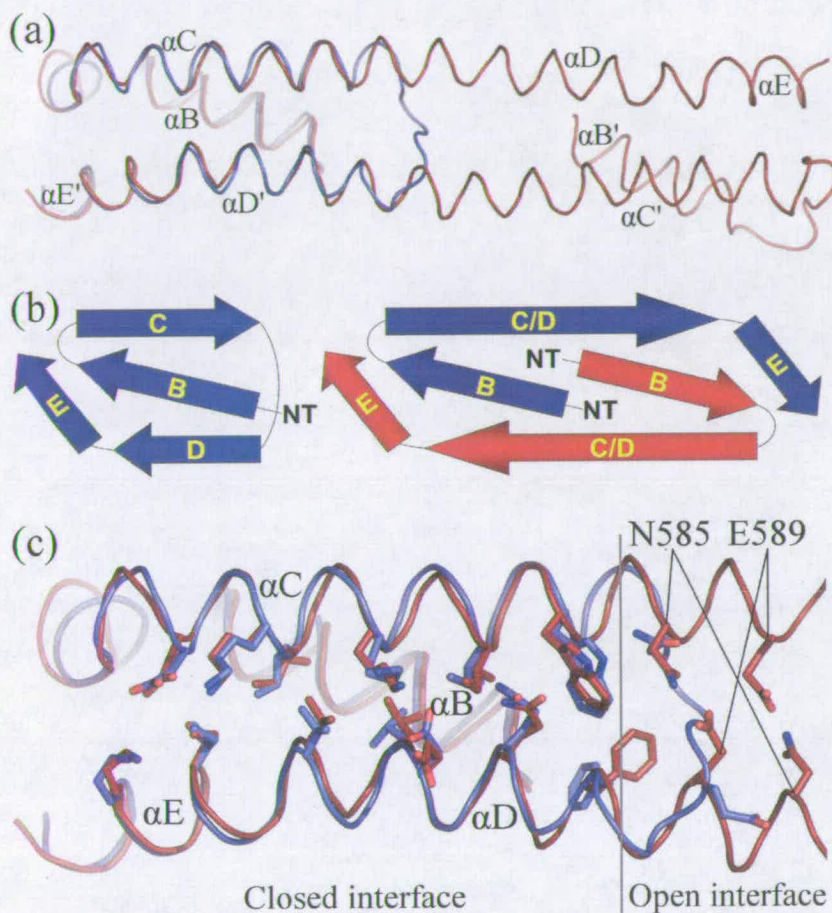 (a)
αC
αD
αE
αB
αB'
αE'
αD'
αC'
(b)
C
C/D
E
B
NT
B
B
E
NT
E
D
C/D
(c)
N585 E589
αC
αB
αE
αD
Closed interface
Open interface